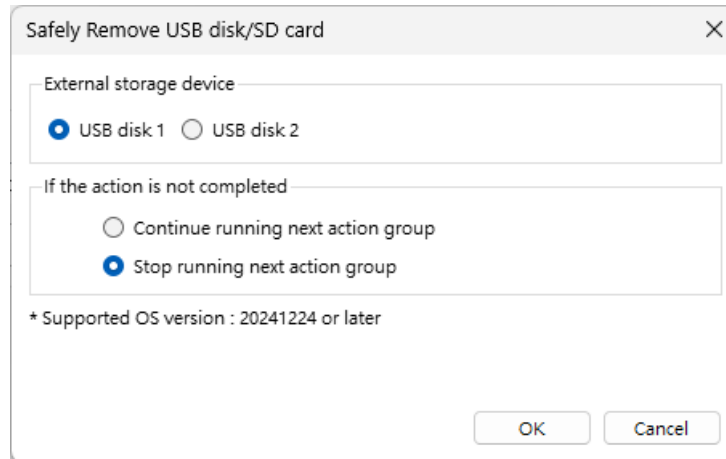 Safely Remove USB disk/SD card
External storage device
USB disk 1 USB disk 2
If the action is not completed
Continue running next action group
Stop running next action group
* Supported OS version : 20241224 or later
OK Cancel